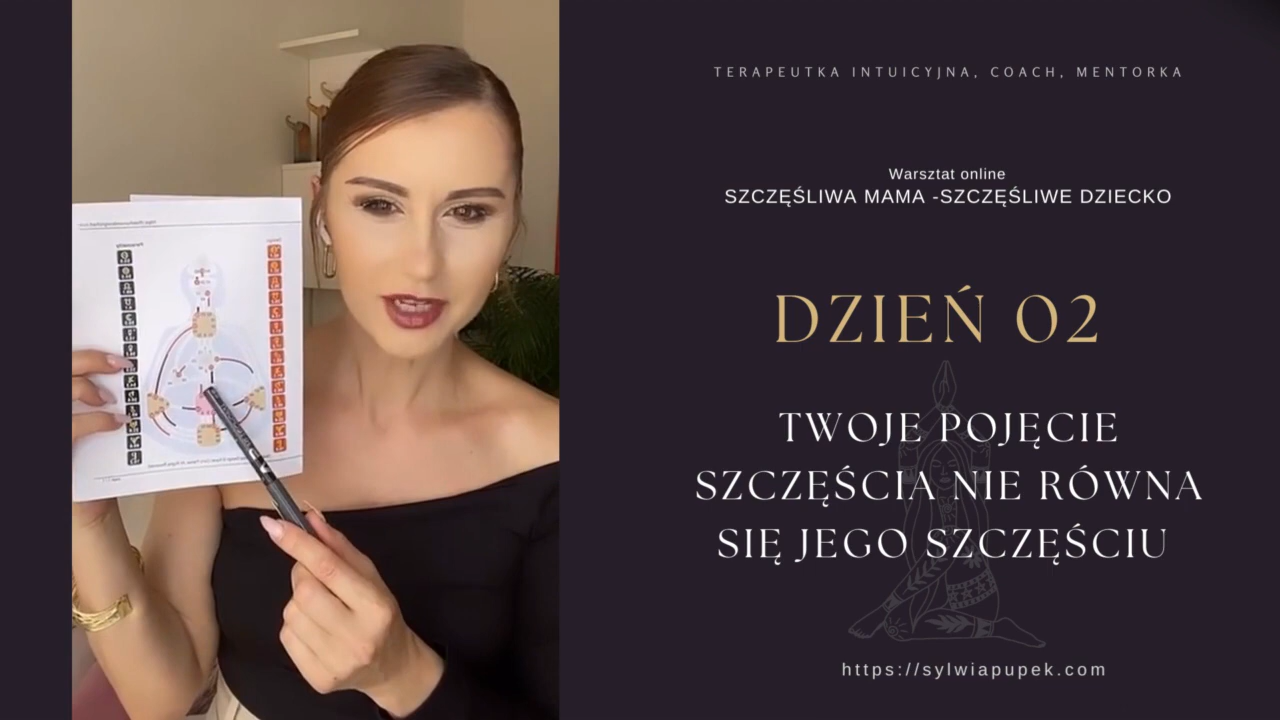 TERAPEUTKA INTUICYJNA, COACH, MENTORKA
Warsztat online
SZCZĘŚLIWA MAMA -SZCZĘŚLIWE DZIECKO
DZIEŃ 02
TWOJE POJĘCIE
SZCZĘŚCIA NIE RÓWNA
SIĘ JEGO SZCZĘŚCIU
https://sylwiapupek.com